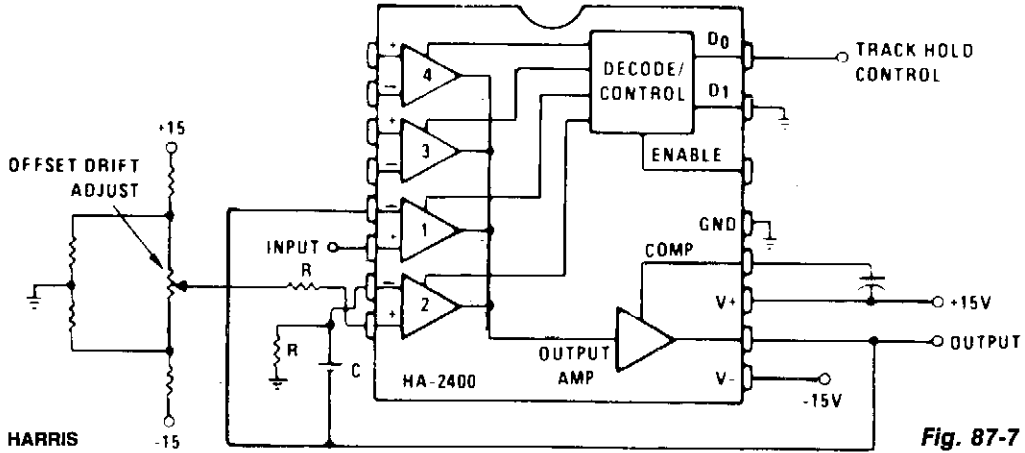 +15
OFFSET DRIFT
ADJUST
-15
HARRIS
INPUT
R
R
C
+
−
4
+
−
3
−
+
1
−
+
2
HA-2400
DECODE/
CONTROL
D0
D1
ENABLE
GND
COMP
V+
OUTPUT
AMP
V-
TRACK HOLD
CONTROL
+15V
OUTPUT
-15V
Fig. 87-7